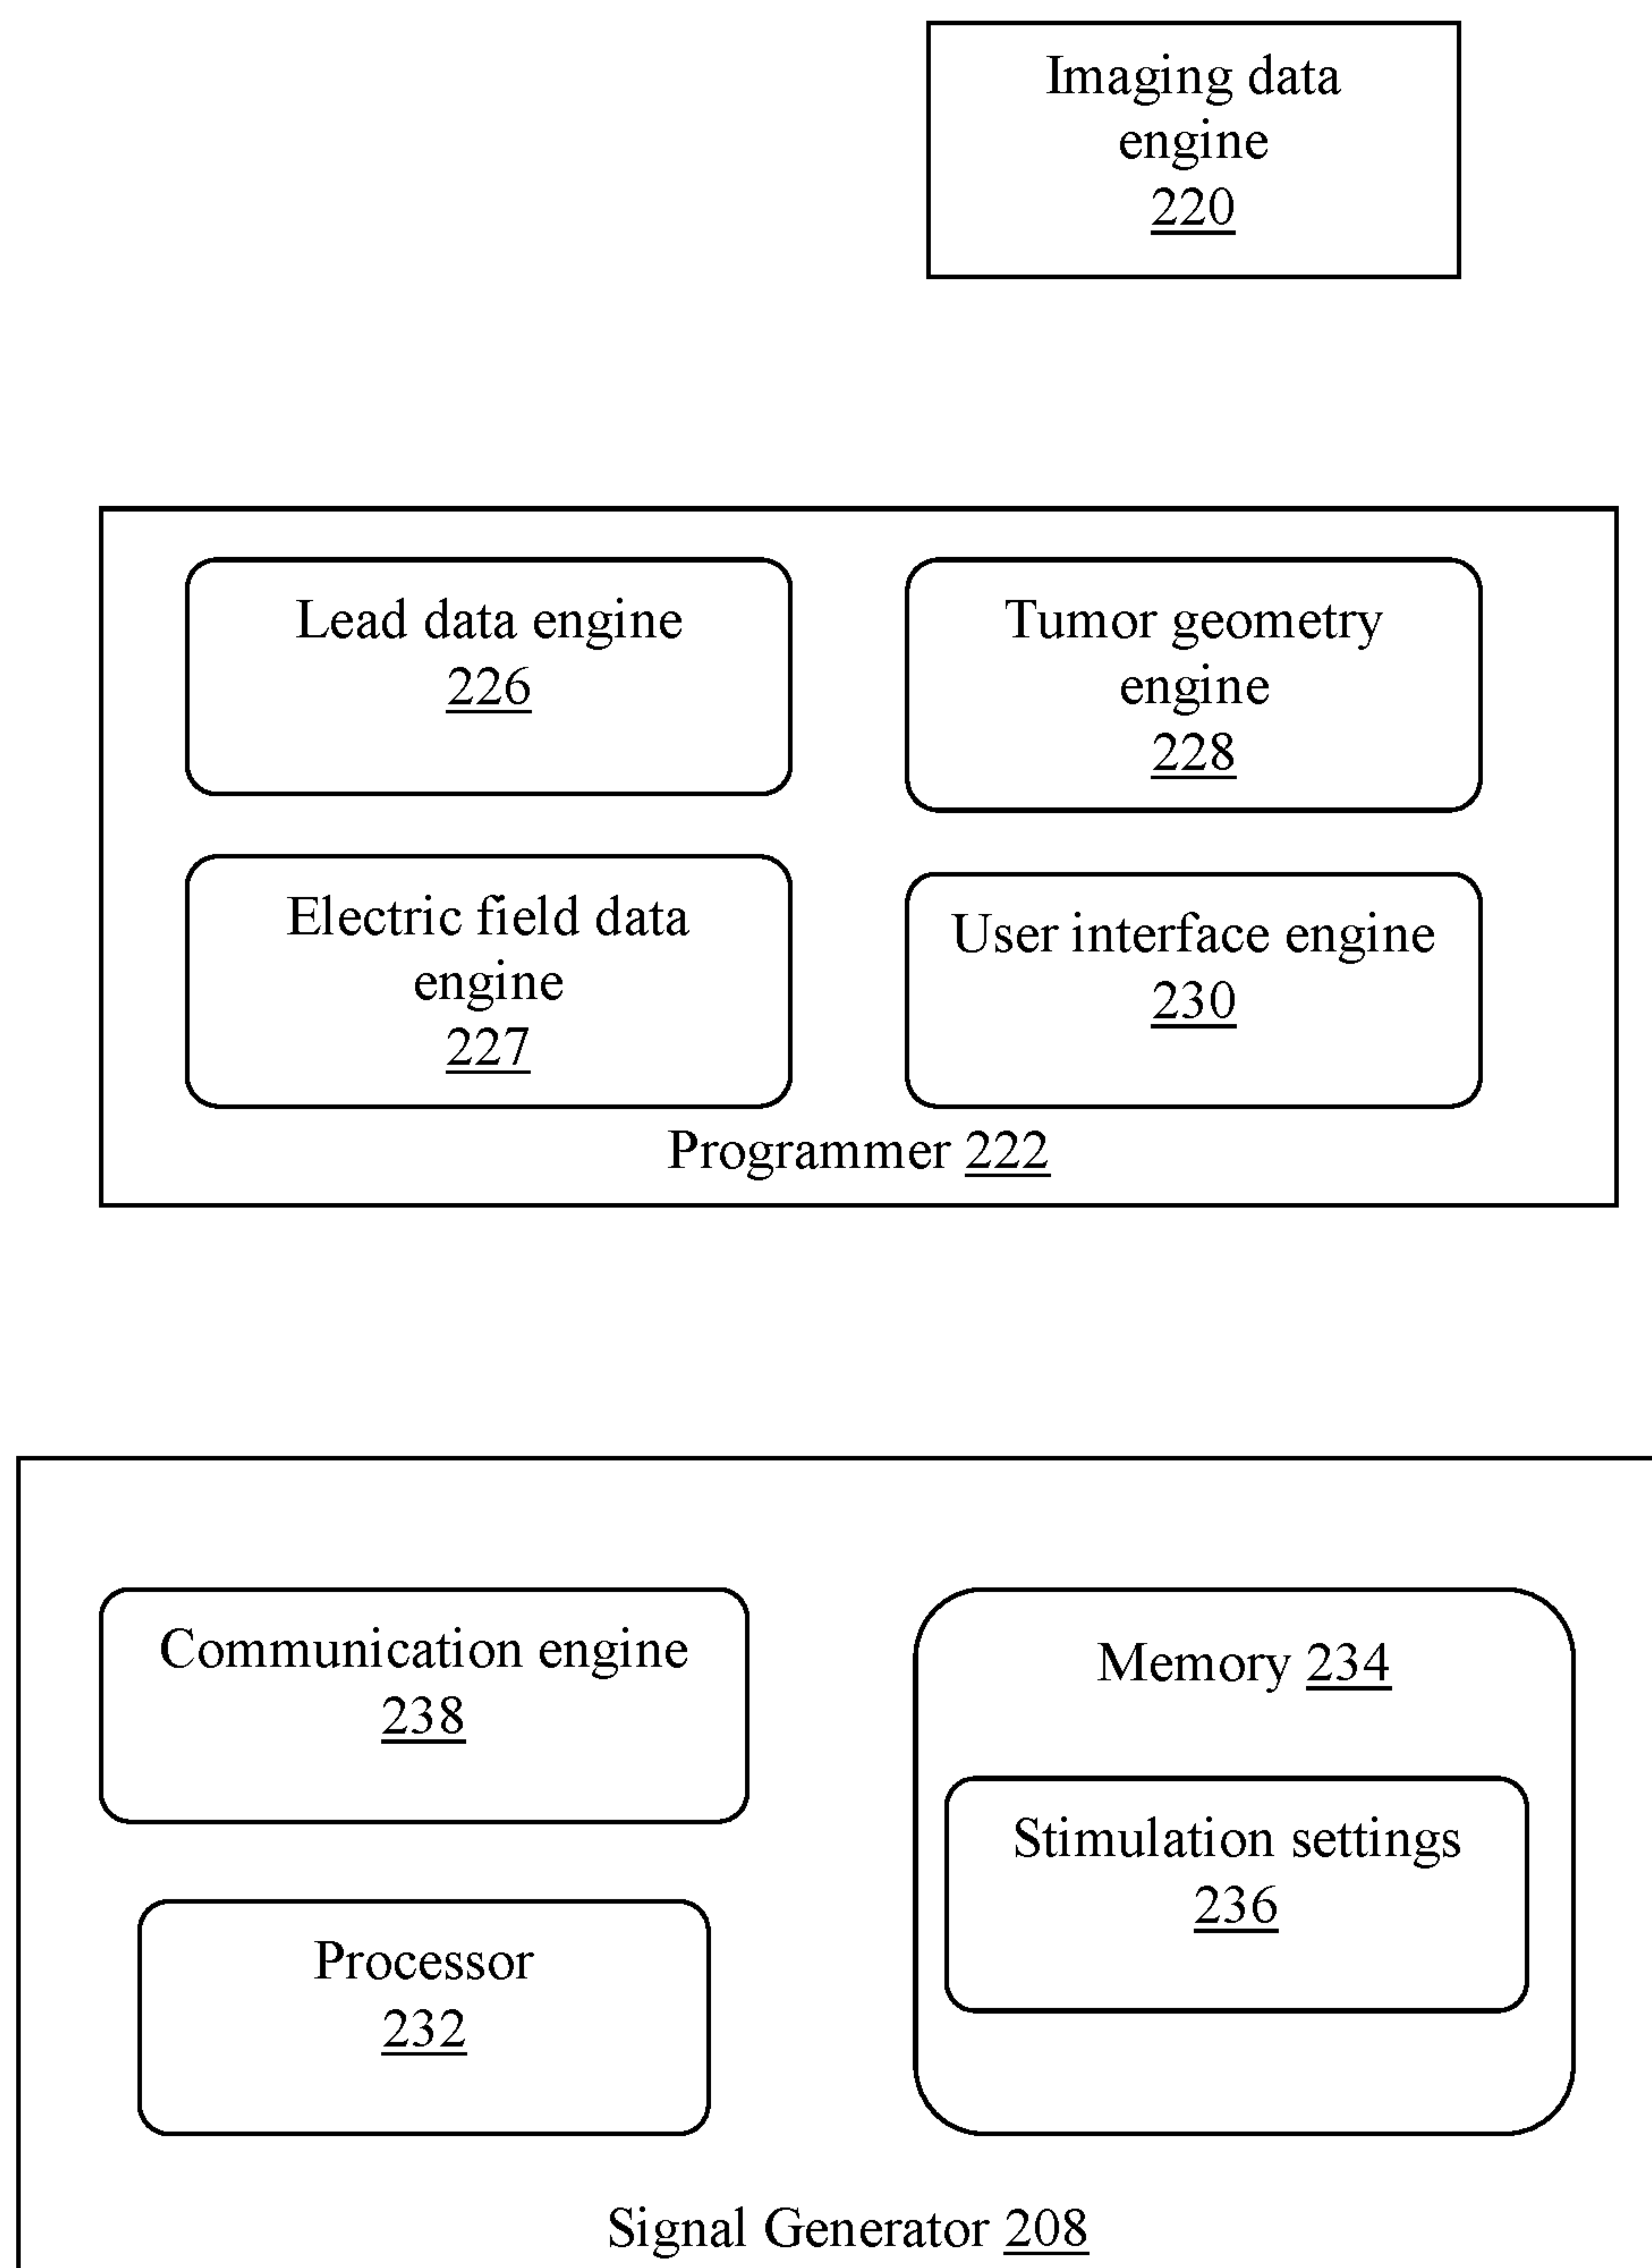 Imaging data
engine
220
Lead data engine
226
Tumor geometry
engine
228
Electric field data
engine
227
User interface engine
230
Programmer 222
Communication engine
238
Memory 234
Stimulation settings
236
Processor
232
Signal Generator 208